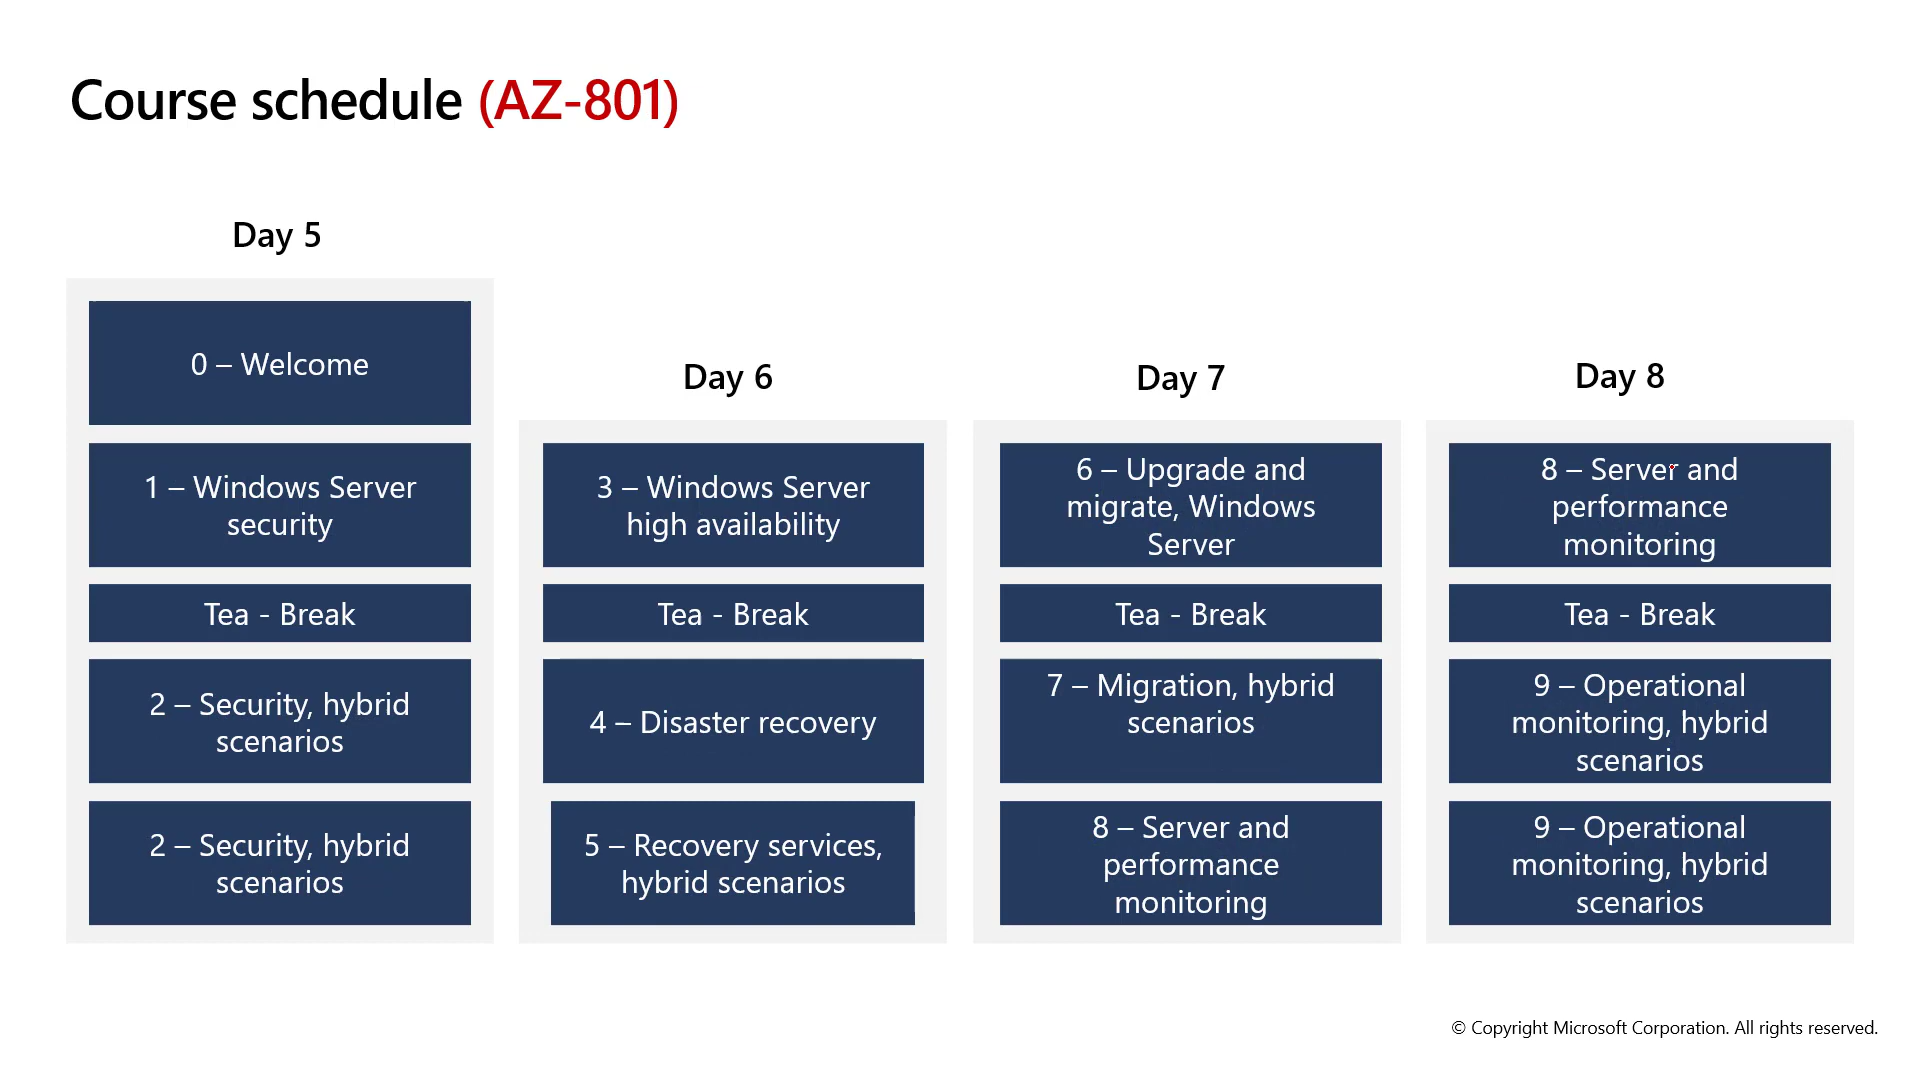 Course schedule (AZ-801)
Day 5
0 – Welcome
1 – Windows Server
security
Tea - Break
2 – Security, hybrid
scenarios
2 – Security, hybrid
scenarios
Day 6
3 – Windows Server
high availability
Tea - Break
4 – Disaster recovery
5 – Recovery services,
hybrid scenarios
Day 7
6 – Upgrade and
migrate, Windows
Server
Tea - Break
7 – Migration, hybrid
scenarios
8 – Server and
performance
monitoring
Day 8
8 – Server and
performance
monitoring
Tea - Break
9 – Operational
monitoring, hybrid
scenarios
9 – Operational
monitoring, hybrid
scenarios
© Copyright Microsoft Corporation. All rights reserved.